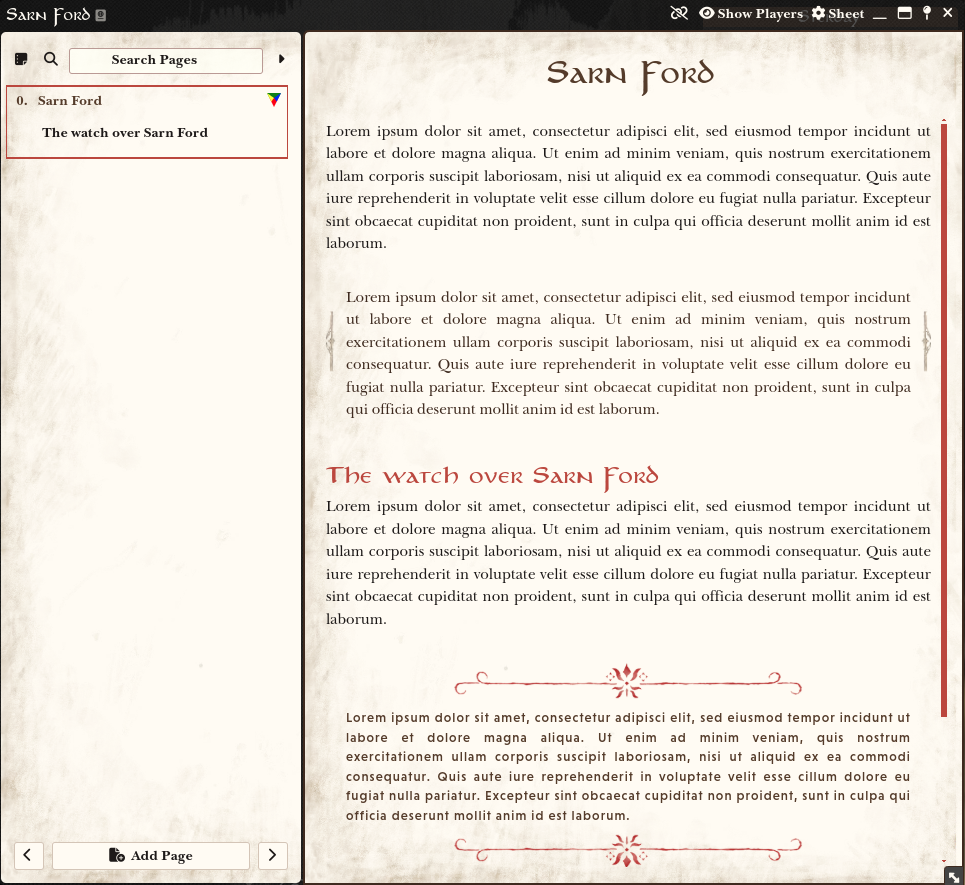 Sarn Ford
Show Players
Sheet
Search Pages
0. Sarn Ford
The watch over Sarn Ford
Add Page
Sarn Ford
Lorem ipsum dolor sit amet, consectetur adipisci elit, sed eiusmod tempor incidunt ut
labore et dolore magna aliqua. Ut enim ad minim veniam, quis nostrum exercitationem
ullam corporis suscipit laboriosam, nisi ut aliquid ex ea commodi consequatur. Quis aute
iure reprehenderit in voluptate velit esse cillum dolore eu fugiat nulla pariatur. Excepteur
sint obcaecat cupiditat non proident, sunt in culpa qui officia deserunt mollit anim id est
laborum.
Lorem ipsum dolor sit amet, consectetur adipisci elit, sed eiusmod tempor incidunt
ut labore et dolore magna aliqua. Ut enim ad minim veniam, quis nostrum
exercitationem ullam corporis suscipit laboriosam, nisi ut aliquid ex ea commodi
consequatur. Quis aute iure reprehenderit in voluptate velit esse cillum dolore eu
fugiat nulla pariatur. Excepteur sint obcaecat cupiditat non proident, sunt in culpa
qui officia deserunt mollit anim id est laborum.
The watch over Sarn Ford
Lorem ipsum dolor sit amet, consectetur adipisci elit, sed eiusmod tempor incidunt ut
labore et dolore magna aliqua. Ut enim ad minim veniam, quis nostrum exercitationem
ullam corporis suscipit laboriosam, nisi ut aliquid ex ea commodi consequatur. Quis aute
iure reprehenderit in voluptate velit esse cillum dolore eu fugiat nulla pariatur. Excepteur
sint obcaecat cupiditat non proident, sunt in culpa qui officia deserunt mollit anim id est
laborum.
Lorem ipsum dolor sit amet, consectetur adipisci elit, sed eiusmod tempor incidunt ut
labore et dolore magna aliqua. Ut enim ad minim veniam, quis nostrum
exercitationem ullam corporis suscipit laboriosam, nisi ut aliquid ex ea commodi
consequatur. Quis aute iure reprehenderit in voluptate velit esse cillum dolore eu
fugiat nulla pariatur. Excepteur sint obcaecat cupiditat non proident, sunt in culpa qui
officia deserunt mollit anim id est laborum.